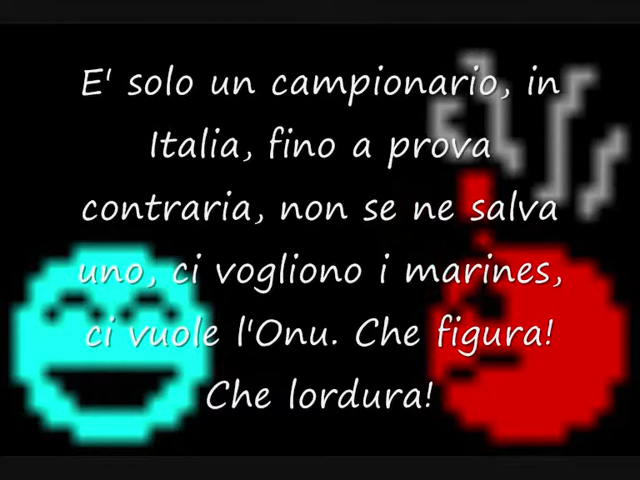 E' solo un campionario, in
Italia, fino a prova
contraria, non se ne salva
uno, ci vogliono i marines,
ci vuole l'Onu. Che figura!
Che lordura!